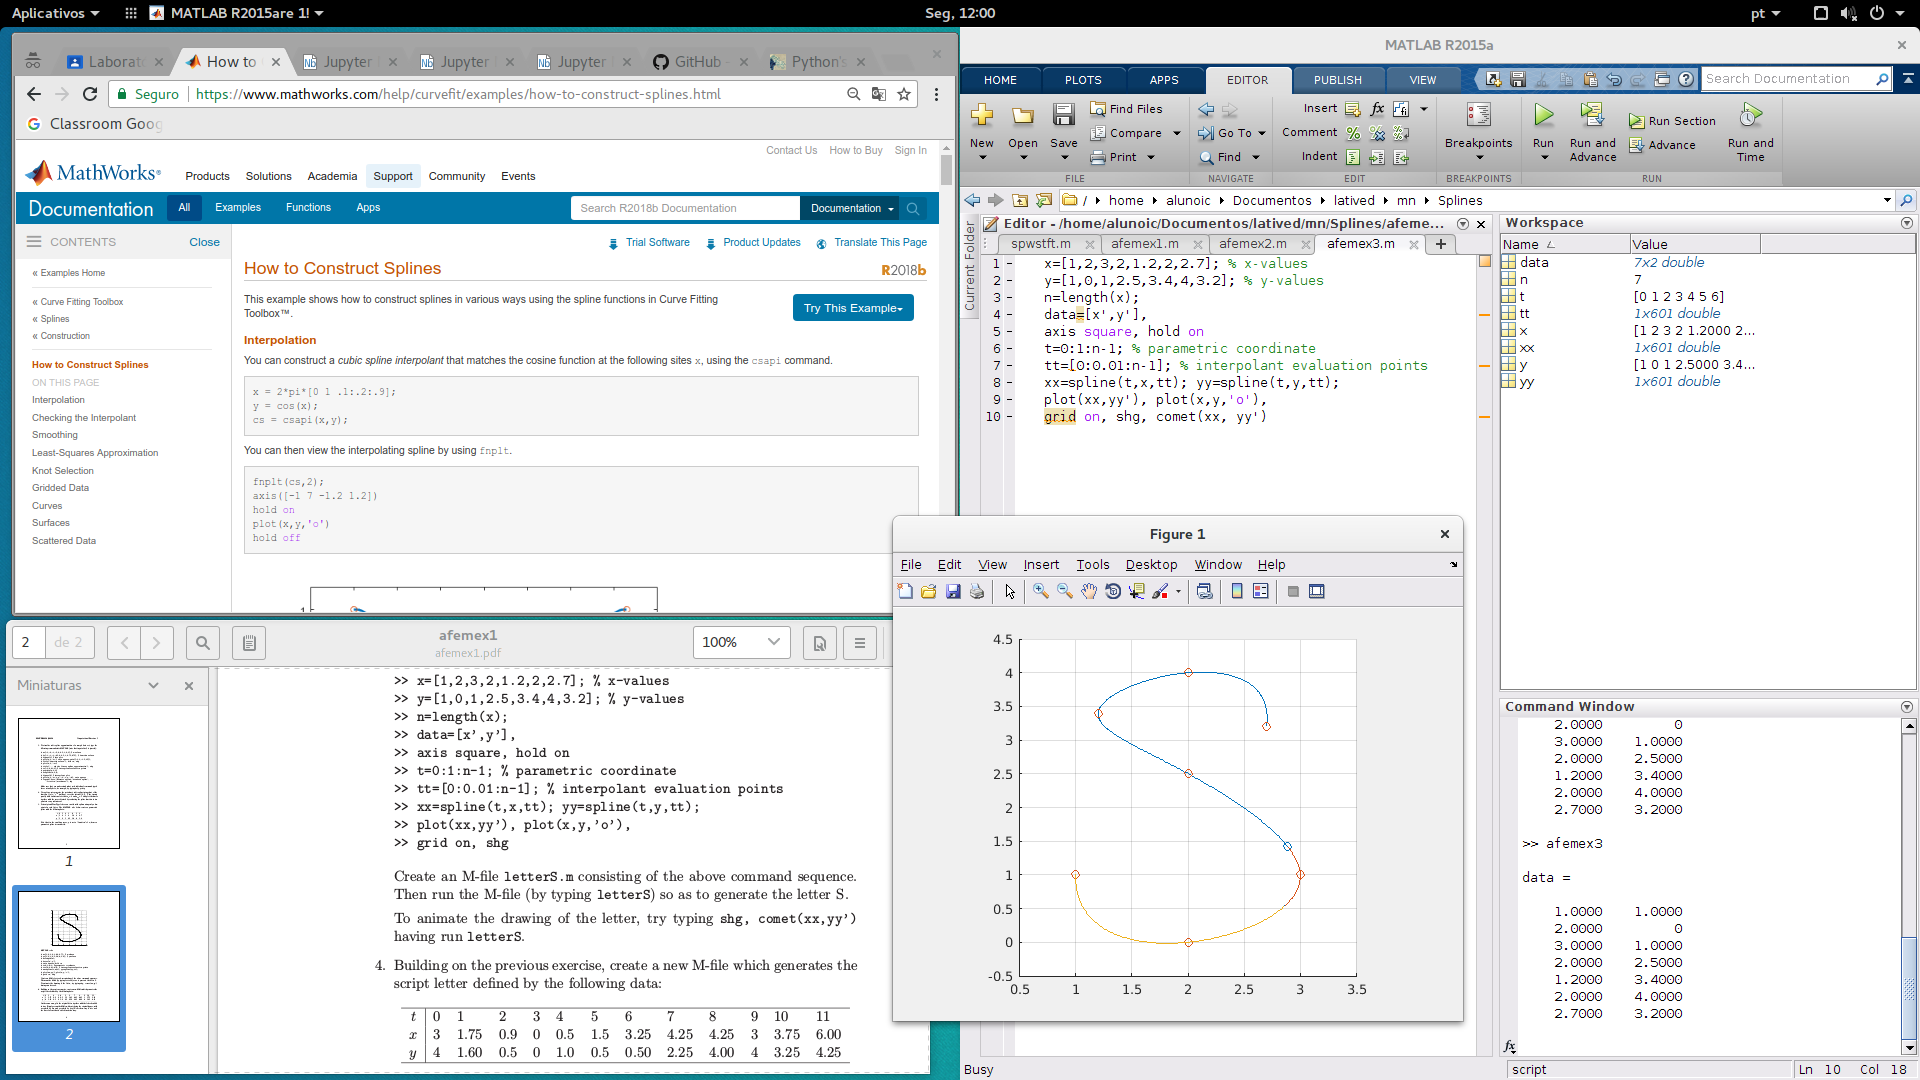 Aplicativos
MATLAB R2015are 1!
Seg, 12:00
pt
Laborat
How to
Jupyter
Jupyter
Jupyter
GitHub
Python's
Seguro
https://www.mathworks.com/help/curvefit/examples/how-to-construct-splines.html
Classroom Goog
Contact Us
How to Buy
Sign In
MathWorks®
Products
Solutions
Academia
Support
Community
Events
Documentation
All
Examples
Functions
Apps
Search R2018b Documentation
Documentation
CONTENTS
Close
Trial Software
Product Updates
Translate This Page
« Examples Home
« Curve Fitting Toolbox
« Splines
« Construction
How to Construct Splines
ON THIS PAGE
Interpolation
Checking the Interpolant
Smoothing
Least-Squares Approximation
Knot Selection
Gridded Data
Curves
Surfaces
Scattered Data
How to Construct Splines
R2018b
This example shows how to construct splines in various ways using the spline functions in Curve Fitting
Toolbox™.
Try This Example
Interpolation
You can construct a cubic spline interpolant that matches the cosine function at the following sites x, using the csapi command.
x = 2*pi*[0 1 .1:.2:.9];
y = cos(x);
cs = csapi(x,y);
You can then view the interpolating spline by using fnplt.
fnplt(cs,2);
axis([-1 7 -1.2 1.2])
hold on
plot(x,y,'o')
hold off
1
2
de 2
afemex1
afemex1.pdf
100%
Miniaturas
1
2
>> x=[1,2,3,2,1.2,2,2.7]; % x-values
>> y=[1,0,1,2.5,3.4,4,3.2]; % y-values
>> n=length(x);
>> data=[x’,y’],
>> axis square, hold on
>> t=0:1:n-1; % parametric coordinate
>> tt=[0:0.01:n-1]; % interpolant evaluation points
>> xx=spline(t,x,tt); yy=spline(t,y,tt);
>> plot(xx,yy’), plot(x,y,’o’),
>> grid on, shg
Create an M-file letterS.m consisting of the above command sequence.
Then run the M-file (by typing letterS) so as to generate the letter S.
To animate the drawing of the letter, try typing shg, comet(xx,yy’)
having run letterS.
4. Building on the previous exercise, create a new M-file which generates the
script letter defined by the following data:
t 0 1 2 3 4 5 6 7 8 9 10 11
x 3 1.75 0.9 0 0.5 1.5 3.25 4.25 4.25 3 3.75 6.00
y 4 1.60 0.5 0 1.0 0.5 0.50 2.25 4.00 4 3.25 4.25
MATLAB R2015a
HOME
PLOTS
APPS
EDITOR
PUBLISH
VIEW
Search Documentation
New
Open
Save
Find Files
Compare
Print
Go To
Find
Insert
Comment
Indent
Breakpoints
Run
Run and
Advance
Run Section
Advance
Run and
Time
FILE
NAVIGATE
EDIT
BREAKPOINTS
RUN
/ home alunoic Documentos latived mn Splines
Current Folder
Editor - /home/alunoic/Documentos/latived/mn/Splines/afeme...
spwstft.m
afemex1.m
afemex2.m
afemex3.m
1 - x=[1,2,3,2,1.2,2,2.7]; % x-values
2 - y=[1,0,1,2.5,3.4,4,3.2]; % y-values
3 - n=length(x);
4 - data=[x',y'],
5 - axis square, hold on
6 - t=0:1:n-1; % parametric coordinate
7 - tt=[0:0.01:n-1]; % interpolant evaluation points
8 - xx=spline(t,x,tt); yy=spline(t,y,tt);
9 - plot(xx,yy'), plot(x,y,'o'),
10 - grid on, shg, comet(xx, yy')
Workspace
Name Value
data 7x2 double
n 7
t [0 1 2 3 4 5 6]
tt 1x601 double
x [1 2 3 2 1.2000 2...
xx 1x601 double
y [1 0 1 2.5000 3.4...
yy 1x601 double
Figure 1
File Edit View Insert Tools Desktop Window Help
4.5
4
3.5
3
2.5
2
1.5
1
0.5
0
-0.5
0.5 1 1.5 2 2.5 3 3.5
Command Window
2.0000 0
3.0000 1.0000
2.0000 2.5000
1.2000 3.4000
2.0000 4.0000
2.7000 3.2000
>> afemex3
data =
1.0000 1.0000
2.0000 0
3.0000 1.0000
2.0000 2.5000
1.2000 3.4000
2.0000 4.0000
2.7000 3.2000
fx
Busy
script
Ln 10 Col 18